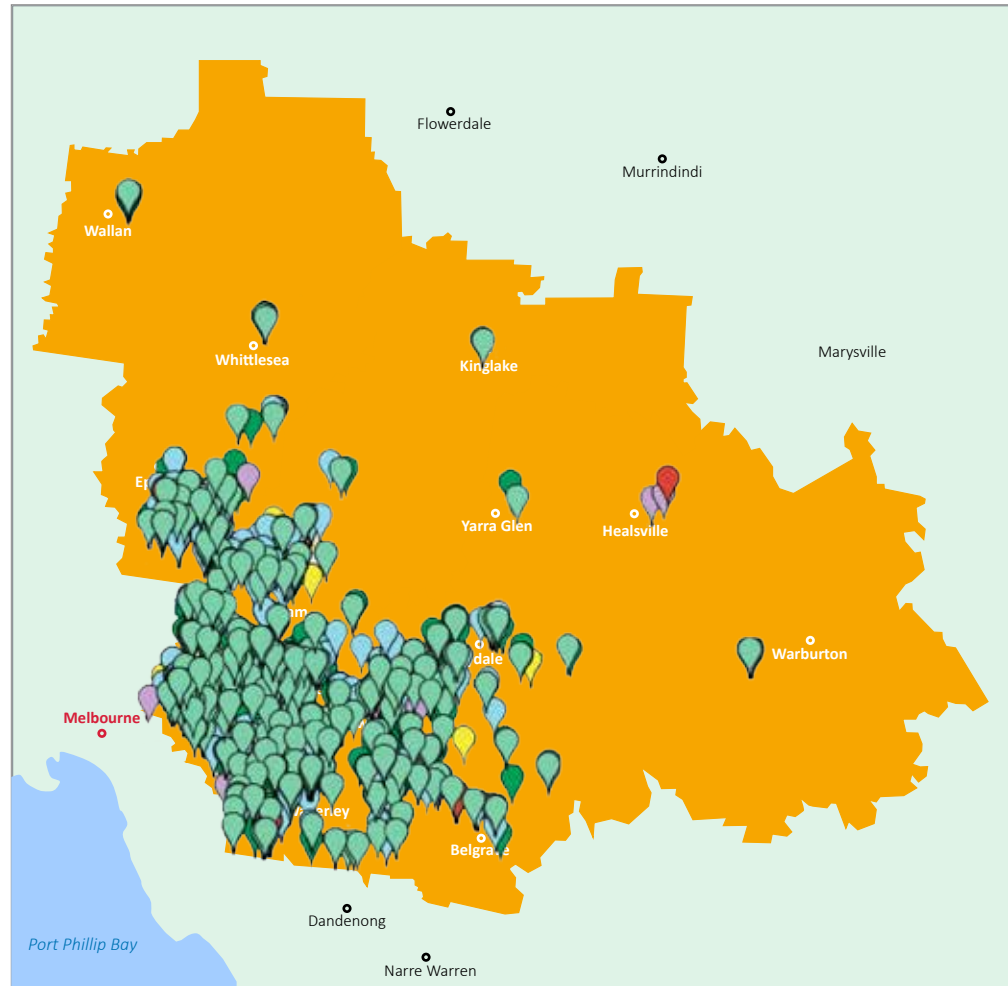 Flowerdale
Murrindindi
Wallan
Whittlesea
Marysville
Kinglake
Yarra Glen
Healsville
Warburton
Melbourne
Belgrave
Dandenong
Port Phillip Bay
Narre Warren